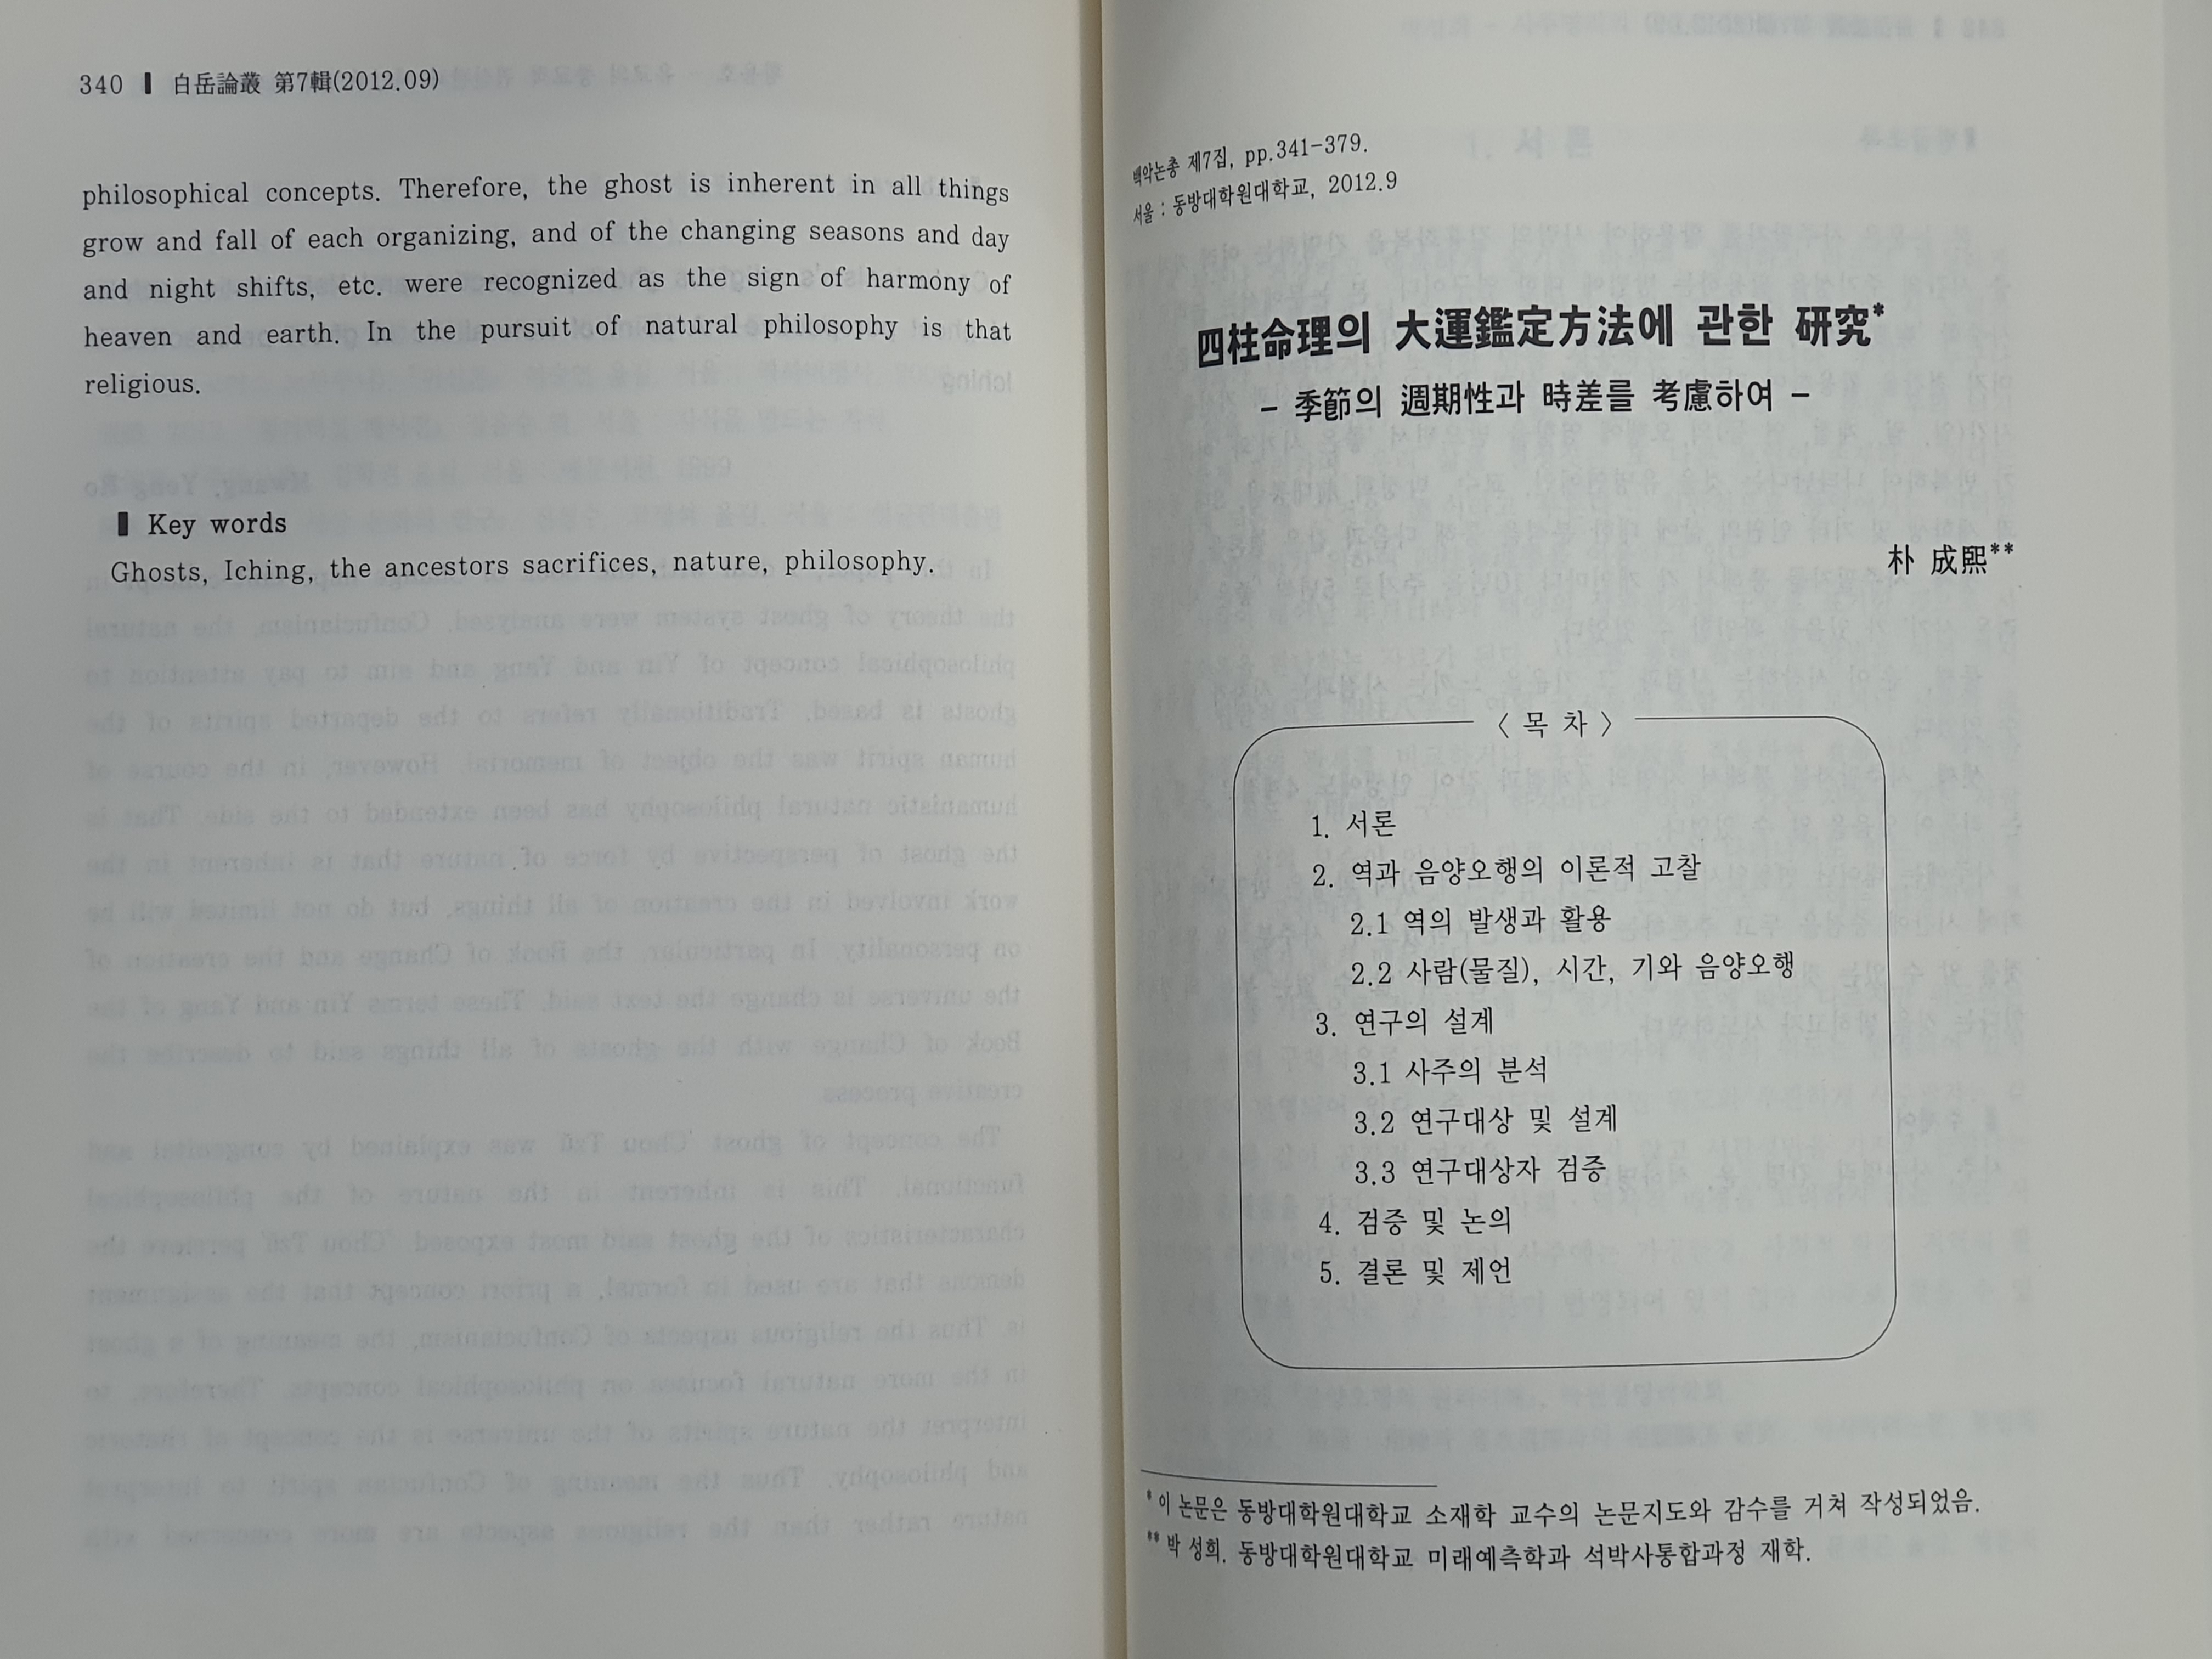 340 ▌ 白岳論叢 第7輯(2012.09)
philosophical concepts. Therefore, the ghost is inherent in all things
grow and fall of each organizing, and of the changing seasons and day
and night shifts, etc. were recognized as the sign of harmony of
heaven and earth. In the pursuit of natural philosophy is that
religious.
▌ Key words
Ghosts, Iching, the ancestors sacrifices, nature, philosophy.
백악논총 제7집, pp.341-379.
서울 : 동방대학원대학교, 2012.9
四柱命理의 大運鑑定方法에 관한 研究*
- 季節의 週期性과 時差를 考慮하여 -
朴 成熙**
〈 목 차 〉
1. 서론
2. 역과 음양오행의 이론적 고찰
2.1 역의 발생과 활용
2.2 사람(물질), 시간, 기와 음양오행
3. 연구의 설계
3.1 사주의 분석
3.2 연구대상 및 설계
3.3 연구대상자 검증
4. 검증 및 논의
5. 결론 및 제언
* 이 논문은 동방대학원대학교 소재학 교수의 논문지도와 감수를 거쳐 작성되었음.
** 박 성희. 동방대학원대학교 미래예측학과 석박사통합과정 재학.